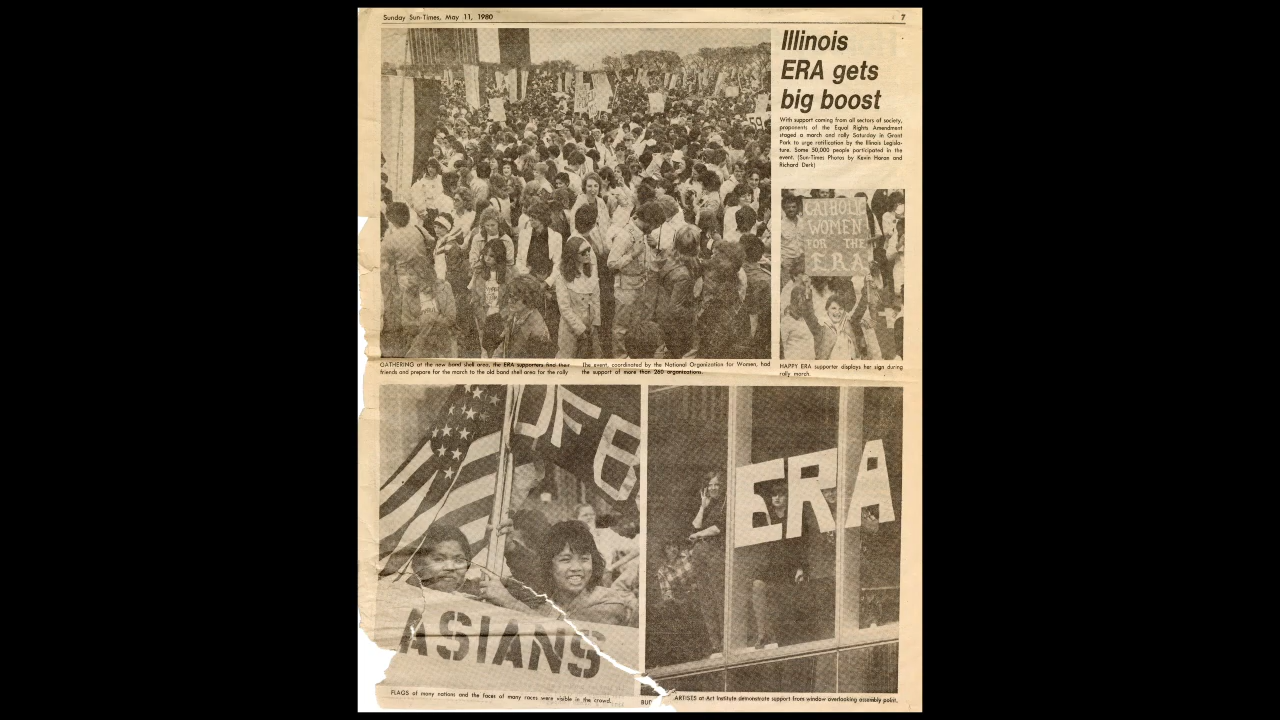 Sunday Sun-Times, May 11, 1980
7
Illinois
ERA gets
big boost
With support coming from all sectors of society,
proponents of the Equal Rights Amendment
staged a march and rally Saturday in Grant
Park to urge ratification by the Illinois Legisla-
ture. Some 50,000 people participated in the
event. (Sun-Times Photos by Kevin Horan and
Richard Derk)
59
CATHOLIC
WOMEN
FOR THE
ERA
GATHERING at the new band shell area, the ERA supporters find their
friends and prepare for the march to the old band shell area for the rally
The event, coordinated by the National Organization for Women, had
the support of more than 260 organizations.
HAPPY ERA supporter displays her sign during
rally march.
OF B
ASIANS
ERA
FLAGS of many nations and the faces of many races were visible in the crowd.
BUD
ARTISTS at Art Institute demonstrate support from window overlooking assembly point.